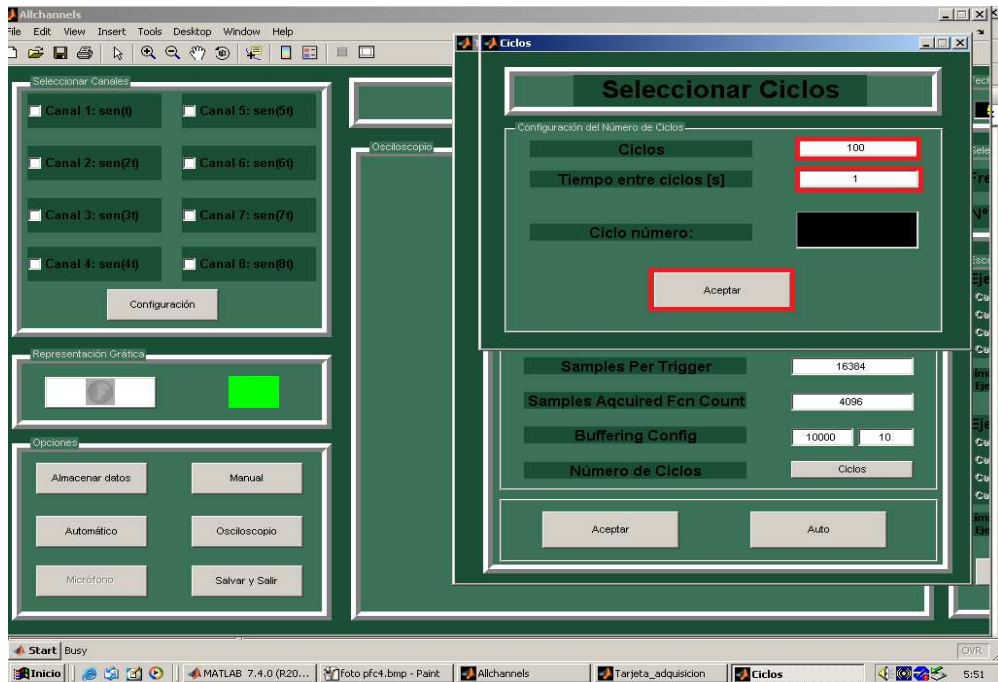 Allchannels
File Edit View Insert Tools Desktop Window Help
Seleccionar Canales
Canal 1: sen(t)
Canal 5: sen(5t)
Canal 2: sen(2t)
Canal 6: sen(6t)
Canal 3: sen(3t)
Canal 7: sen(7t)
Canal 4: sen(4t)
Canal 8: sen(8t)
Configuración
Representación Gráfica
Opciones
Almacenar datos
Manual
Automático
Osciloscopio
Micrófono
Salvar y Salir
Osciloscopio
Ciclos
Seleccionar Ciclos
Configuración del Número de Ciclos
Ciclos
100
Tiempo entre ciclos [s]
1
Ciclo número:
Aceptar
Samples Per Trigger
16384
Samples Aqcuired Fcn Count
4096
Buffering Config
10000
10
Número de Ciclos
Ciclos
Aceptar
Auto
Start Busy
OVR
Inicio
MATLAB 7.4.0 (R20...
foto pfc4.bmp - Paint
Allchannels
Tarjeta_adquisicion
Ciclos
5:51